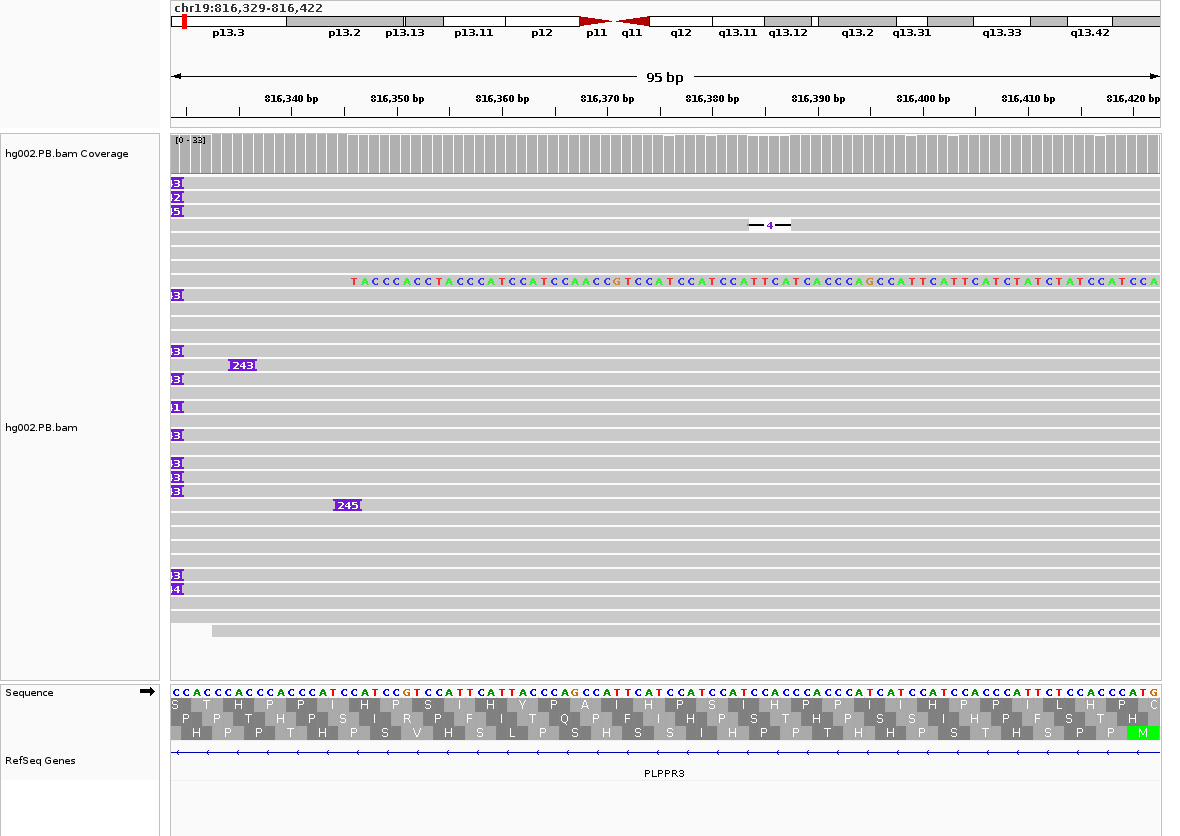 chr19:816,329-816,422
p13.3 p13.2 p13.13 p13.11 p12 p11 q11 q12 q13.11 q13.12 q13.2 q13.31 q13.33 q13.42
95 bp
816,340 bp 816,350 bp 816,360 bp 816,370 bp 816,380 bp 816,390 bp 816,400 bp 816,410 bp 816,420 bp
hg002.PB.bam Coverage
[0 - 33]
3
2
5
4
TACCCACCTACCCATCCATCCAACCGTCCATCCATCCATTCATCACCCAGCCATTCATTCATCTATCTATCCATCCA
3
3
243
3
1
hg002.PB.bam
3
3
3
3
245
3
4
Sequence
CCACCCACCCACCCATCCATCCGTCCATTCATTACCCAGCCATTCATCCATCCATCCACCCACCCATCATCCATCCACCCATTCTCCACCCATG
S T H P P I H P S I H Y P A I H P S I H P P I I H P P I L H P C
P P T H P S I R P F I T Q P F I H P S T H P S S I H P F S T H
H P P T H P S V H S L P S H S S I H P P T H H P S T H S P P M
RefSeq Genes
PLPPR3